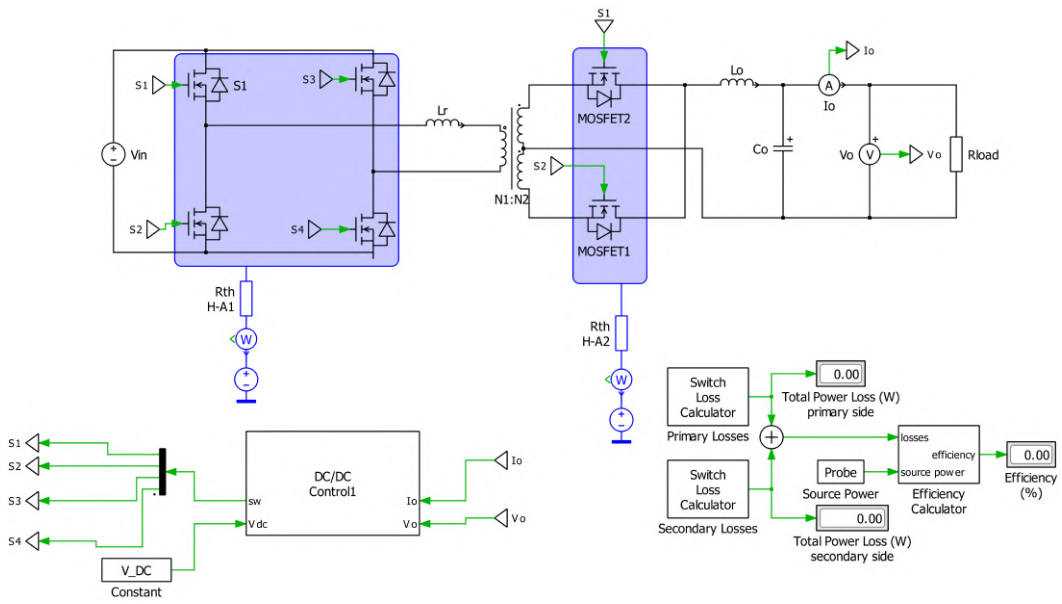 S1
S1
S1
S3
Vin
S2
S4
Lr
N1:N2
MOSFET2
S2
MOSFET1
Lo
Io
A
Io
Co
Vo
V
Vo
Rload
Rth
H-A1
W
Rth
H-A2
W
S1
S2
S3
S4
DC/DC
Control1
sw
Vdc
Io
Vo
Io
Vo
V_DC
Constant
Switch
Loss
Calculator
Primary Losses
0.00
Total Power Loss (W)
primary side
Switch
Loss
Calculator
Secondary Losses
0.00
Total Power Loss (W)
secondary side
Probe
Source Power
losses
efficiency
source power
Efficiency
Calculator
0.00
Efficiency
(%)